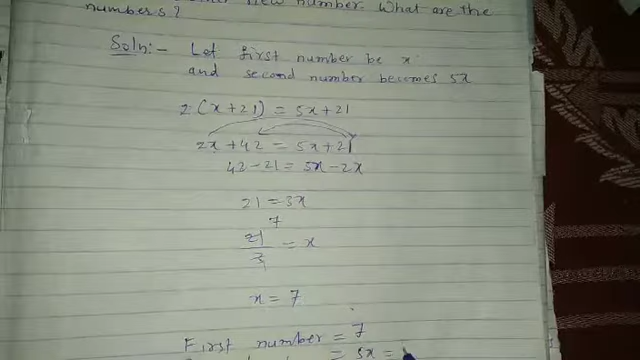 new number. What are the
numbers?
Soln:- Let first number be x
and second number becomes 5x
2(x+21) = 5x+21
2x+42 = 5x+21
42-21 = 5x-2x
21 = 3x
7
21/3 = x
x = 7
First number = 7
= 5x =